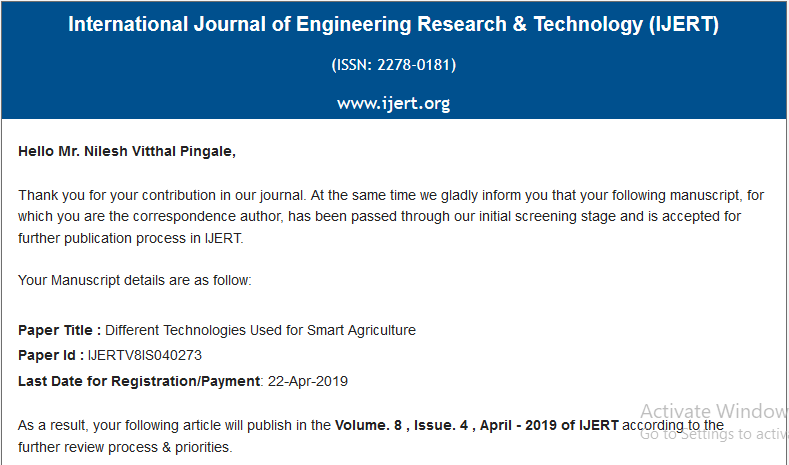 International Journal of Engineering Research & Technology (IJERT)
(ISSN: 2278-0181)
www.ijert.org
Hello Mr. Nilesh Vitthal Pingale,
Thank you for your contribution in our journal. At the same time we gladly inform you that your following manuscript, for
which you are the correspondence author, has been passed through our initial screening stage and is accepted for
further publication process in IJERT.
Your Manuscript details are as follow:
Paper Title : Different Technologies Used for Smart Agriculture
Paper Id : IJERTV8IS040273
Last Date for Registration/Payment: 22-Apr-2019
As a result, your following article will publish in the Volume. 8 , Issue. 4 , April - 2019 of IJERT according to the
further review process & priorities.
Activate Window
Go to Settings to activ